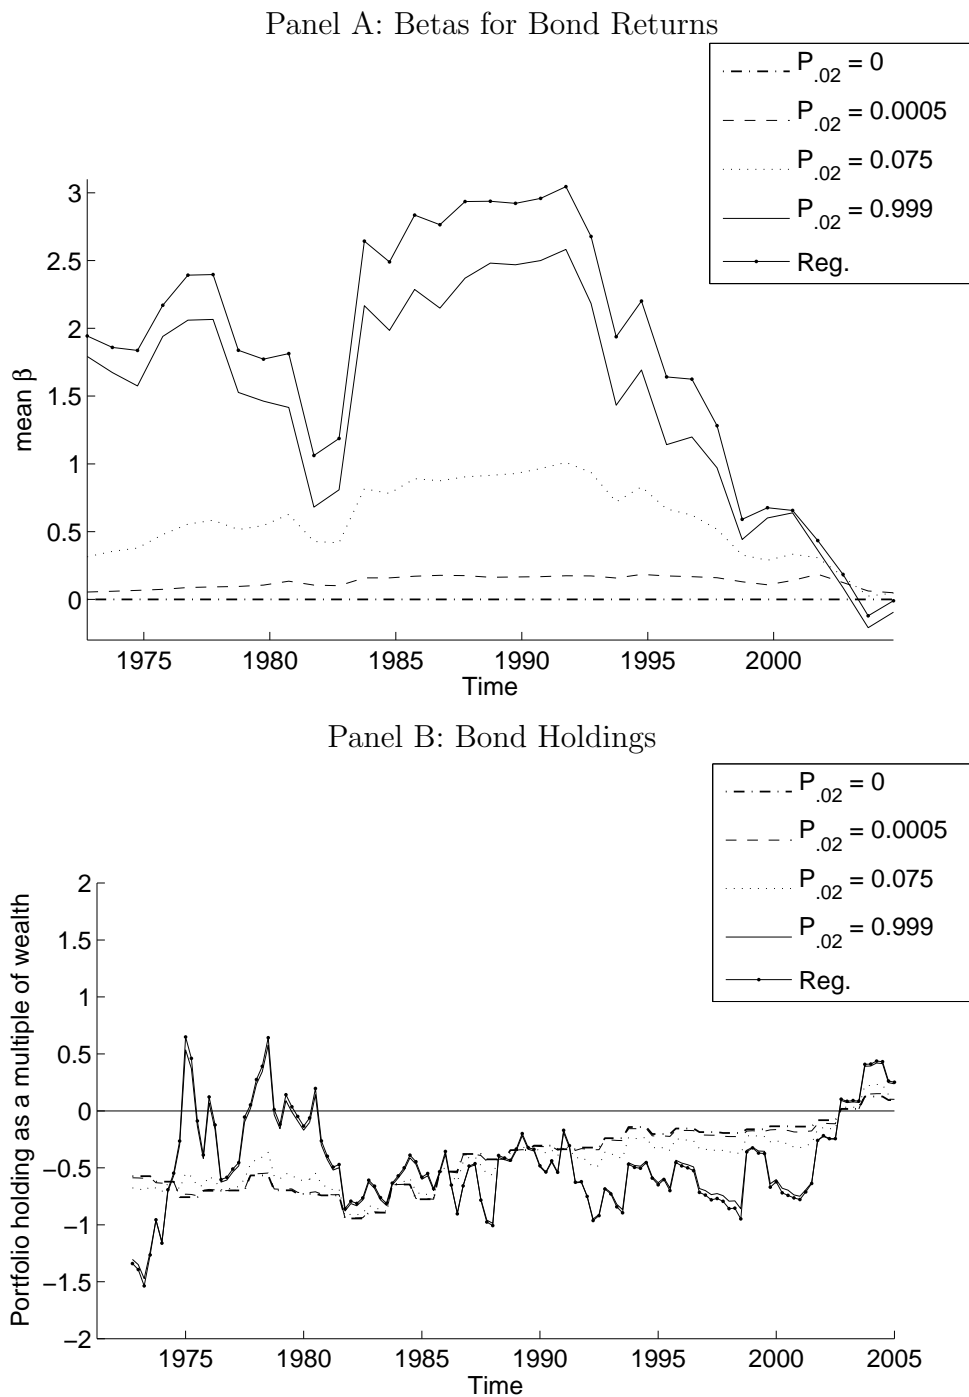 Panel A: Betas for Bond Returns
P.02 = 0
P.02 = 0.0005
P.02 = 0.075
P.02 = 0.999
Reg.
3
2.5
2
1.5
1
0.5
0
mean β
1975
1980
1985
1990
1995
2000
Time
Panel B: Bond Holdings
P.02 = 0
P.02 = 0.0005
P.02 = 0.075
P.02 = 0.999
Reg.
2
1.5
1
0.5
0
−0.5
−1
−1.5
−2
Portfolio holding as a multiple of wealth
1975
1980
1985
1990
1995
2000
2005
Time